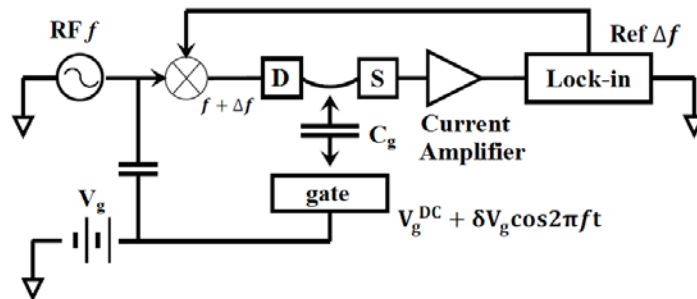 RF f
Ref Δf
D
S
Lock-in
f + Δf
C_g
Current
Amplifier
V_g
gate
V_g^DC + δV_g cos2πft